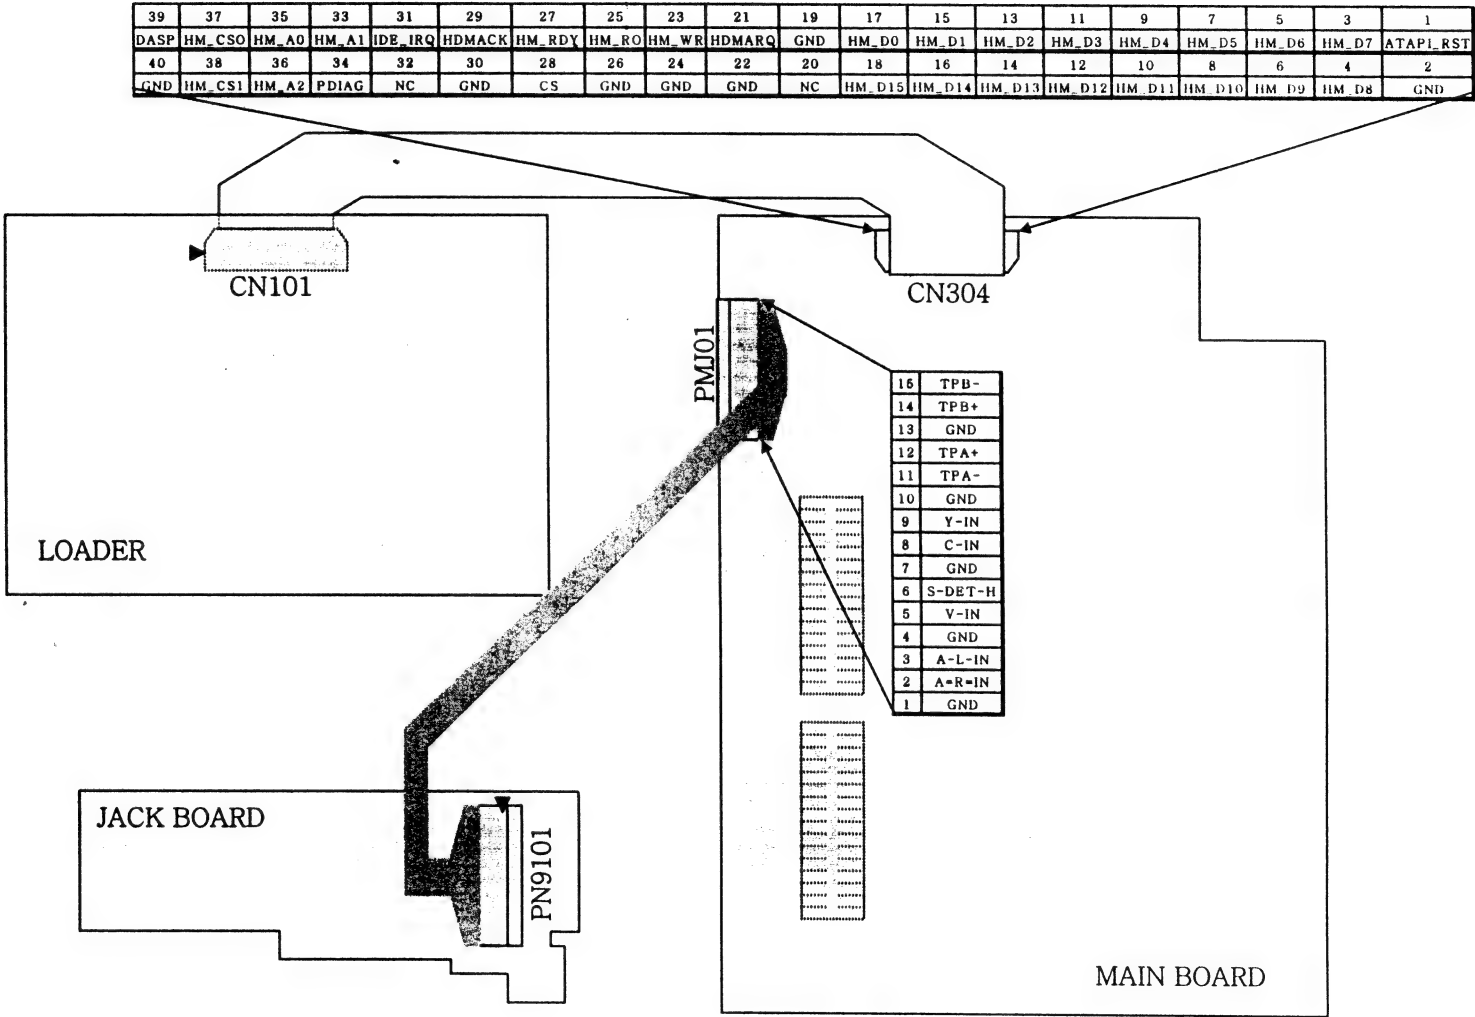 39 37 35 33 31 29 27 25 23 21 19 17 15 13 11 9 7 5 3 1
DASP HM_CS0 HM_A0 HM_A1 IDE_IRQ HDMACK HM_RDY HM_RO HM_WR HDMARQ GND HM_D0 HM_D1 HM_D2 HM_D3 HM_D4 HM_D5 HM_D6 HM_D7 ATAPI_RST
40 38 36 34 32 30 28 26 24 22 20 18 16 14 12 10 8 6 4 2
GND HM_CS1 HM_A2 PDIAG NC GND CS GND GND GND NC HM_D15 HM_D14 HM_D13 HM_D12 HM_D11 HM_D10 HM_D9 HM_D8 GND
CN101
CN304
PMJ01
15 TPB-
14 TPB+
13 GND
12 TPA+
11 TPA-
10 GND
9 Y-IN
8 C-IN
7 GND
6 S-DET-H
5 V-IN
4 GND
3 A-L-IN
2 A=R=IN
1 GND
LOADER
JACK BOARD
PN9101
MAIN BOARD